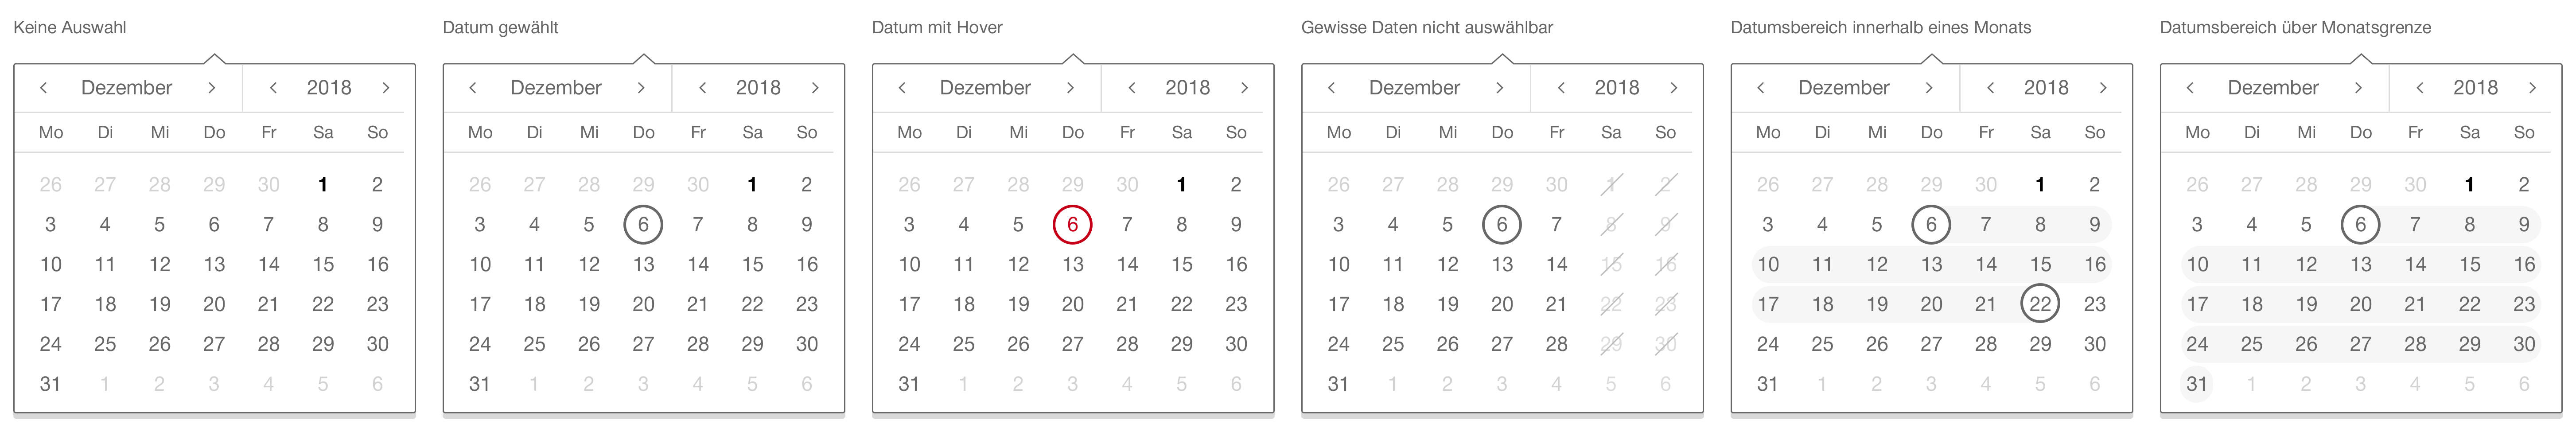 Keine Auswahl
Dezember 2018
Mo Di Mi Do Fr Sa So
26 27 28 29 30 1 2
3 4 5 6 7 8 9
10 11 12 13 14 15 16
17 18 19 20 21 22 23
24 25 26 27 28 29 30
31 1 2 3 4 5 6
Datum gewählt
Dezember 2018
Mo Di Mi Do Fr Sa So
26 27 28 29 30 1 2
3 4 5 6 7 8 9
10 11 12 13 14 15 16
17 18 19 20 21 22 23
24 25 26 27 28 29 30
31 1 2 3 4 5 6
Datum mit Hover
Dezember 2018
Mo Di Mi Do Fr Sa So
26 27 28 29 30 1 2
3 4 5 6 7 8 9
10 11 12 13 14 15 16
17 18 19 20 21 22 23
24 25 26 27 28 29 30
31 1 2 3 4 5 6
Gewisse Daten nicht auswählbar
Dezember 2018
Mo Di Mi Do Fr Sa So
26 27 28 29 30 1 2
3 4 5 6 7 8 9
10 11 12 13 14 15 16
17 18 19 20 21 22 23
24 25 26 27 28 29 30
31 1 2 3 4 5 6
Datumsbereich innerhalb eines Monats
Dezember 2018
Mo Di Mi Do Fr Sa So
26 27 28 29 30 1 2
3 4 5 6 7 8 9
10 11 12 13 14 15 16
17 18 19 20 21 22 23
24 25 26 27 28 29 30
31 1 2 3 4 5 6
Datumsbereich über Monatsgrenze
Dezember 2018
Mo Di Mi Do Fr Sa So
26 27 28 29 30 1 2
3 4 5 6 7 8 9
10 11 12 13 14 15 16
17 18 19 20 21 22 23
24 25 26 27 28 29 30
31 1 2 3 4 5 6